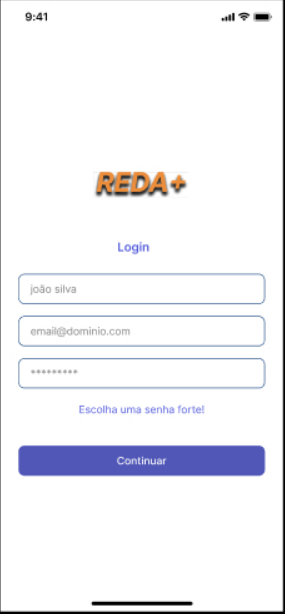 9:41
REDA+
Login
joão silva
email@dominio.com
*********
Escolha uma senha forte!
Continuar